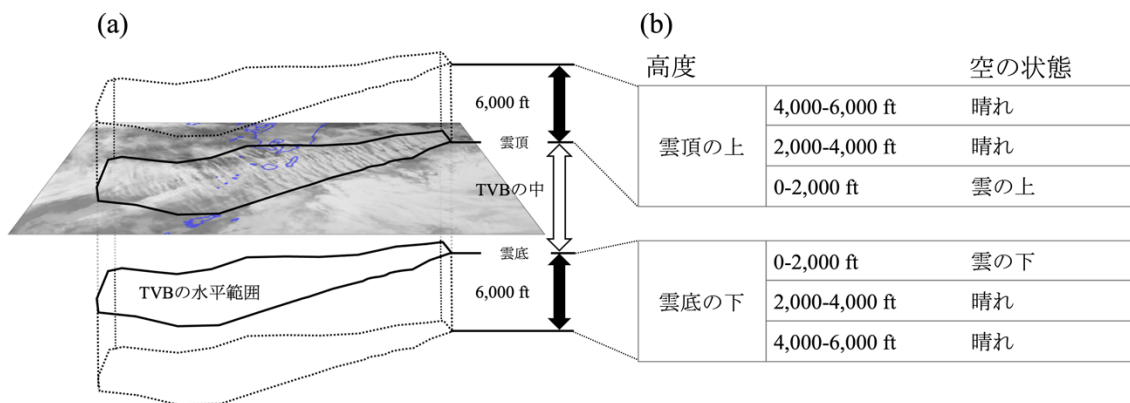 (a)
6,000 ft
雲頂
TVBの中
雲底
TVBの水平範囲
6,000 ft
(b)
高度 空の状態
雲頂の上
4,000-6,000 ft 晴れ
2,000-4,000 ft 晴れ
0-2,000 ft 雲の上
雲底の下
0-2,000 ft 雲の下
2,000-4,000 ft 晴れ
4,000-6,000 ft 晴れ